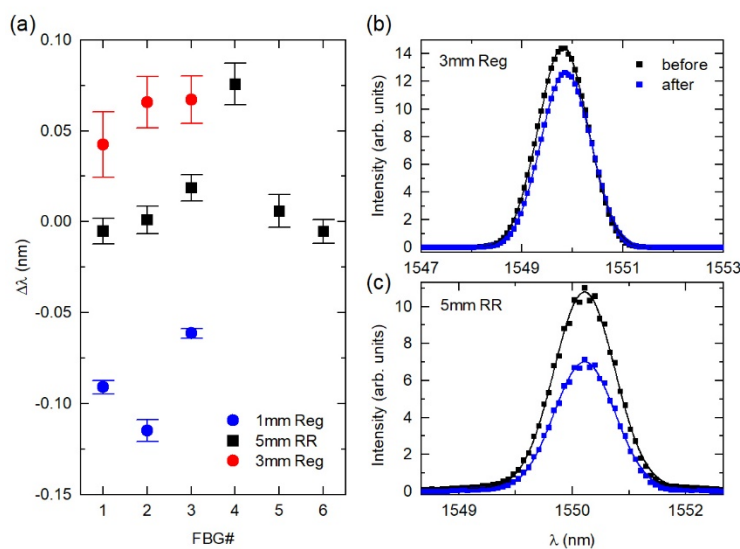 (a)
0.10
0.05
0.00
-0.05
-0.10
-0.15
Δλ (nm)
1 2 3 4 5 6
FBG#
1mm Reg
5mm RR
3mm Reg
(b)
3mm Reg
before
after
14
12
10
8
6
4
2
0
Intensity (arb. units)
1547 1549 1551 1553
(c)
5mm RR
10
8
6
4
2
0
Intensity (arb. units)
1549 1550 1551 1552
λ (nm)